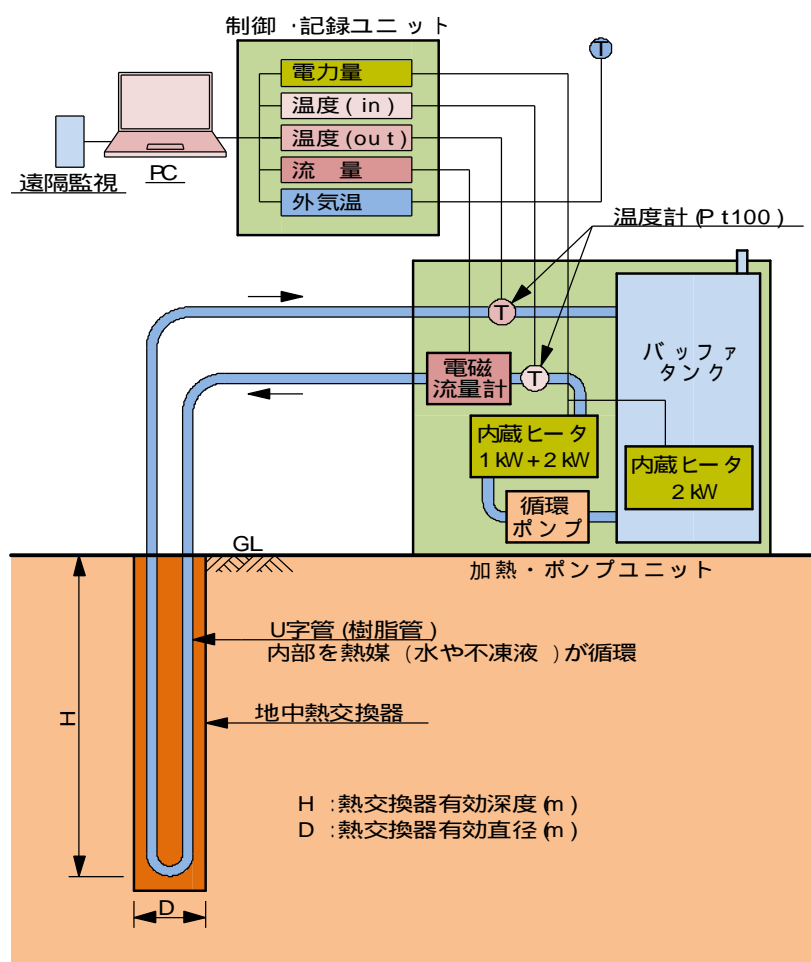 制御・記録ユニット
T
電力量
温度(in)
温度(out)
流 量
外気温
遠隔監視
PC
温度計(Pt100)
T
バッファ
タンク
電磁
流量計
T
内蔵ヒータ
1kW+2kW
内蔵ヒータ
2kW
循環
ポンプ
GL
加熱・ポンプユニット
U字管(樹脂管)
内部を熱媒(水や不凍液)が循環
H
地中熱交換器
H:熱交換器有効深度(m)
D:熱交換器有効直径(m)
D